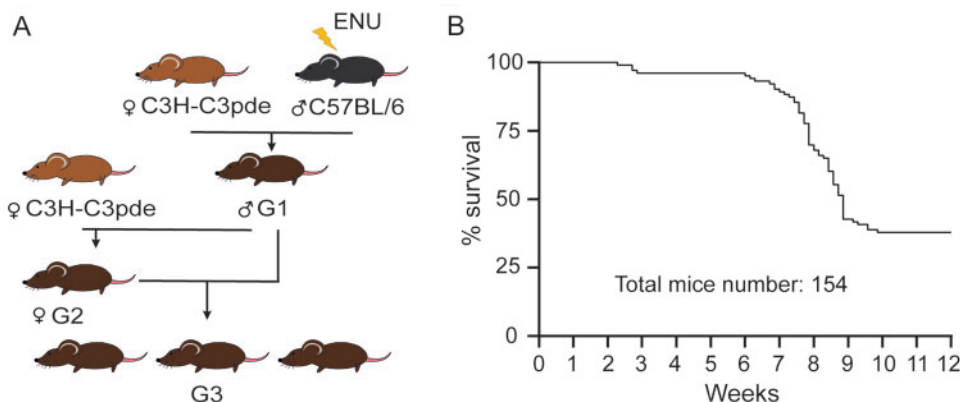 A
ENU
♀ C3H-C3pde
♂C57BL/6
♀ C3H-C3pde
♂G1
♀ G2
G3
B
% survival
100
75
50
25
0
Total mice number: 154
0 1 2 3 4 5 6 7 8 9 10 11 12
Weeks